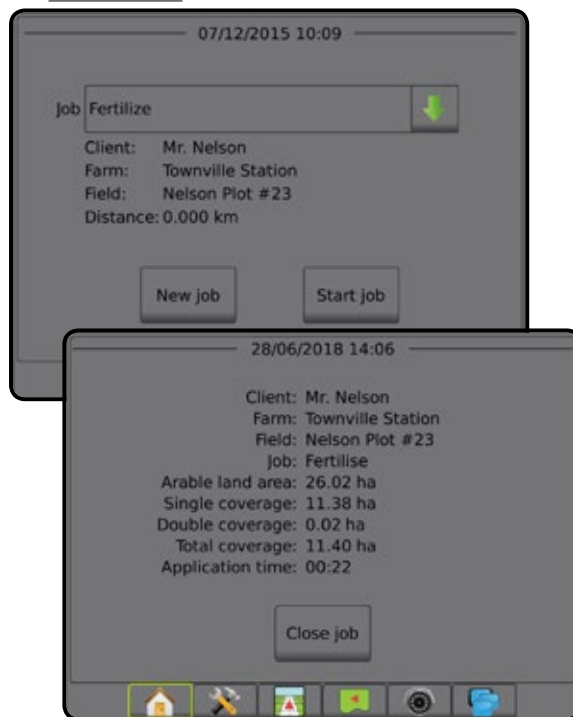 07/12/2015 10:09
Job Fertilize
Client: Mr. Nelson
Farm: Townville Station
Field: Nelson Plot #23
Distance: 0.000 km
New job Start job
28/06/2018 14:06
Client: Mr. Nelson
Farm: Townville Station
Field: Nelson Plot #23
Job: Fertilise
Arable land area: 26.02 ha
Single coverage: 11.38 ha
Double coverage: 0.02 ha
Total coverage: 11.40 ha
Application time: 00:22
Close job